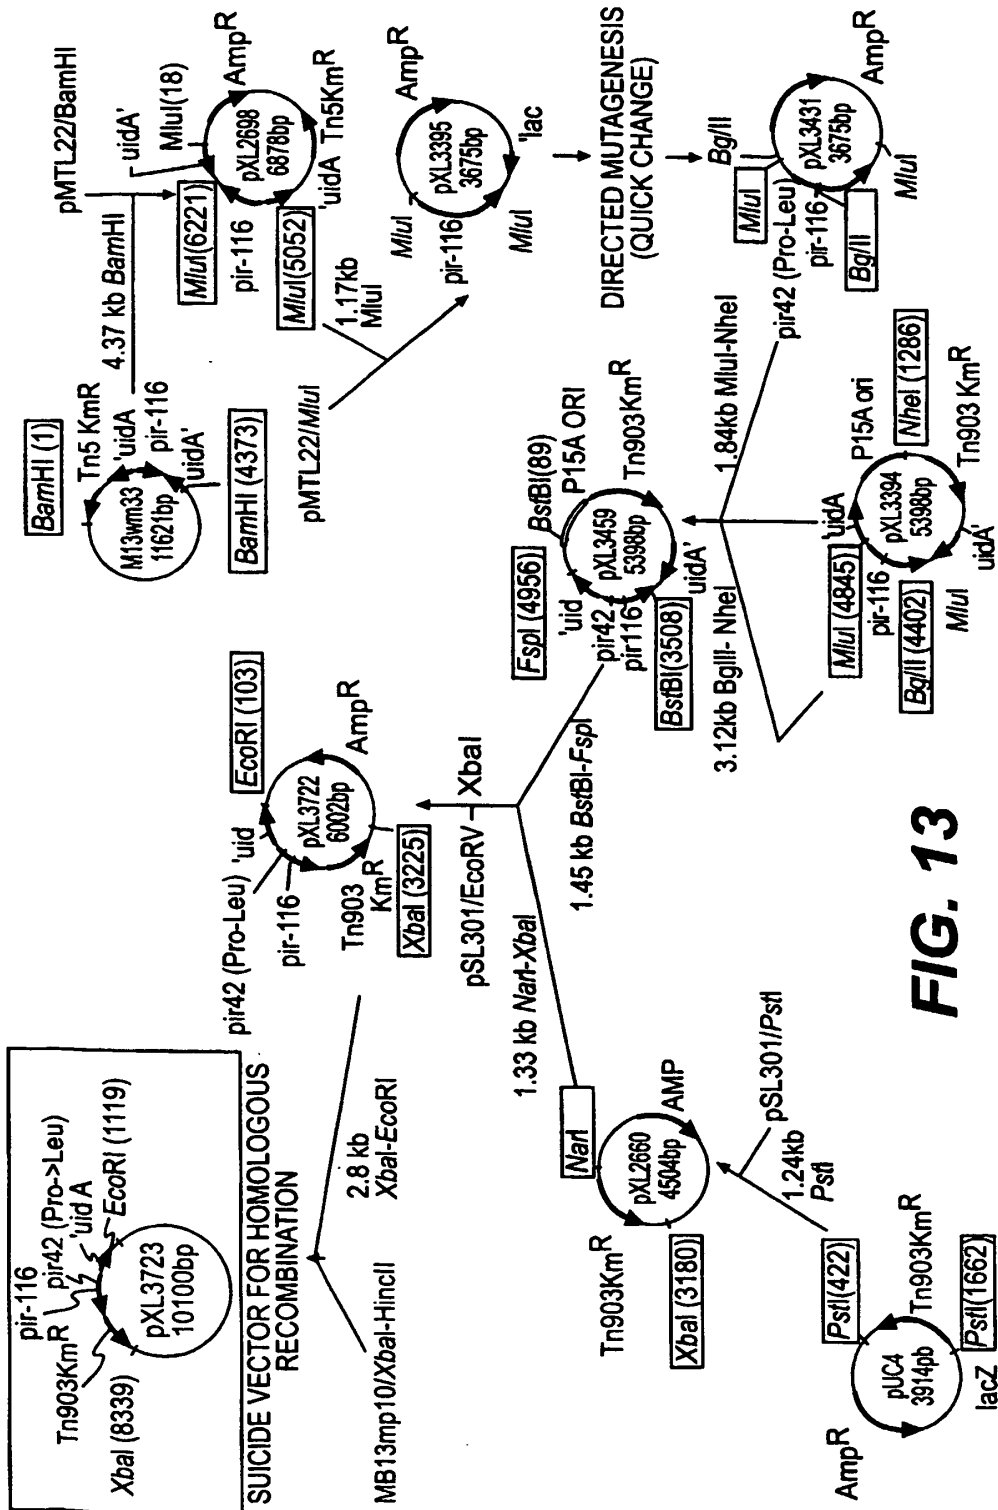 pir-116
pir42 (Pro->Leu)
'uid A
EcoRI (1119)
Tn903KmR
XbaI (8339)
pXL3723
10100bp
SUICIDE VECTOR FOR HOMOLOGOUS
RECOMBINATION
MB13mp10/XbaI-HincII
2.8 kb
XbaI-EcoRI
pir42 (Pro-Leu)
'uid
EcoRI (103)
pir-116
pXL3722
6002bp
AmpR
Tn903
KmR
XbaI (3225)
pSL301/EcoRV
XbaI
1.33 kb NarI-XbaI
1.45 kb BstBI-FspI
NarI
Tn903KmR
pXL2660
4504bp
AMP
XbaI (3180)
1.24kb
PstI
pSL301/PstI
PstI(422)
Tn903KmR
AmpR
pUC4
3914pb
PstI(1662)
lacZ
BamHI (1)
Tn5 KmR
'uidA
pir-116
'uidA'
M13wm33
11621bp
BamHI (4373)
4.37 kb BamHI
pMTL22/BamHI
'uidA'
MluI(18)
AmpR
pXL2698
6878bp
Tn5KmR
MluI(6221)
pir-116
MluI(5052)
'uidA
1.17kb
MluI
pMTL22/MluI
MluI
AmpR
pXL3395
3675bp
pir-116
MluI
'lac
DIRECTED MUTAGENESIS
(QUICK CHANGE)
BglII
MluI
AmpR
pXL3431
3675bp
pir42 (Pro-Leu)
pir-116
BglII
MluI
1.84kb MluI-NheI
3.12kb BglII- NheI
FspI (4956)
BstBI(89)
P15A ORI
'uid
pXL3459
5398bp
Tn903KmR
pir42
pir116
uidA'
BstBI(3508)
'uidA
P15A ori
NheI (1286)
MluI (4845)
pir-116
pXL3394
5398bp
BglII (4402)
MluI
uidA'
Tn903 KmR
FIG. 13